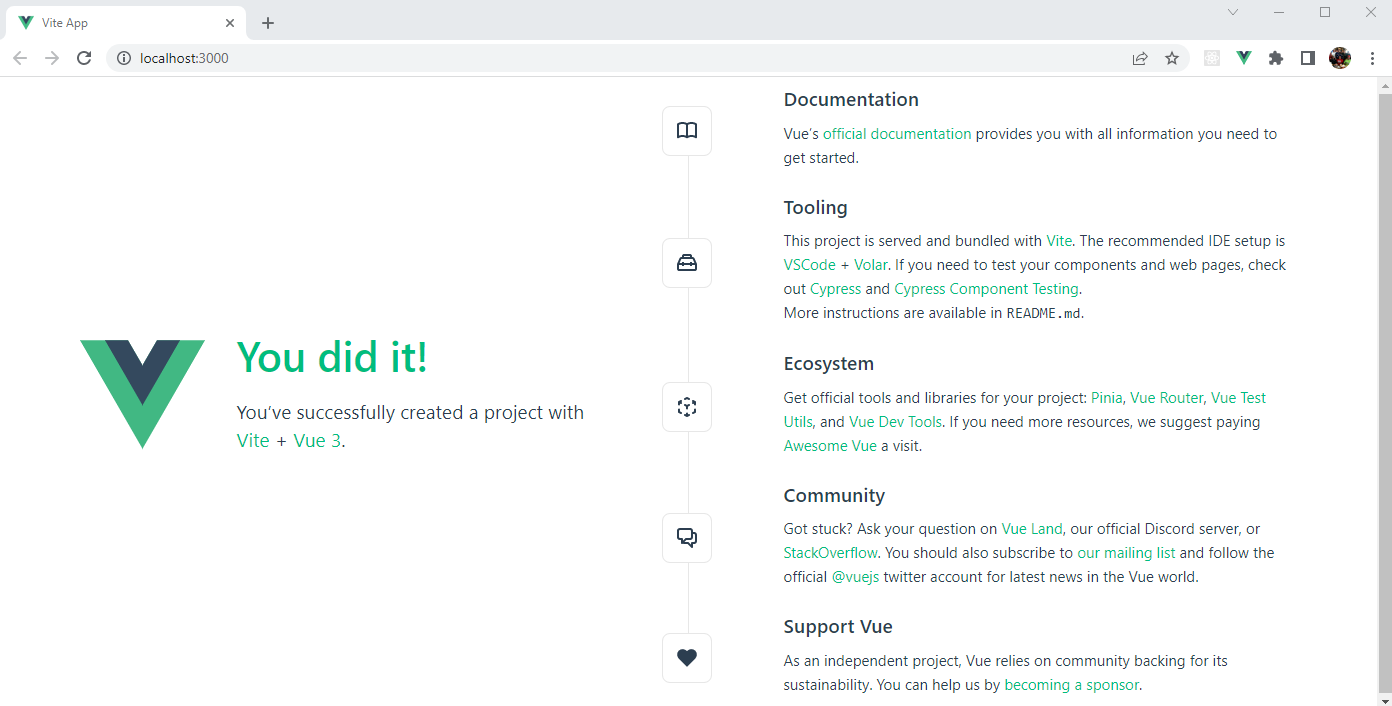 Vite App
localhost:3000
You did it!
You’ve successfully created a project with
Vite + Vue 3.
Documentation
Vue’s official documentation provides you with all information you need to
get started.
Tooling
This project is served and bundled with Vite. The recommended IDE setup is
VSCode + Volar. If you need to test your components and web pages, check
out Cypress and Cypress Component Testing.
More instructions are available in README.md.
Ecosystem
Get official tools and libraries for your project: Pinia, Vue Router, Vue Test
Utils, and Vue Dev Tools. If you need more resources, we suggest paying
Awesome Vue a visit.
Community
Got stuck? Ask your question on Vue Land, our official Discord server, or
StackOverflow. You should also subscribe to our mailing list and follow the
official @vuejs twitter account for latest news in the Vue world.
Support Vue
As an independent project, Vue relies on community backing for its
sustainability. You can help us by becoming a sponsor.